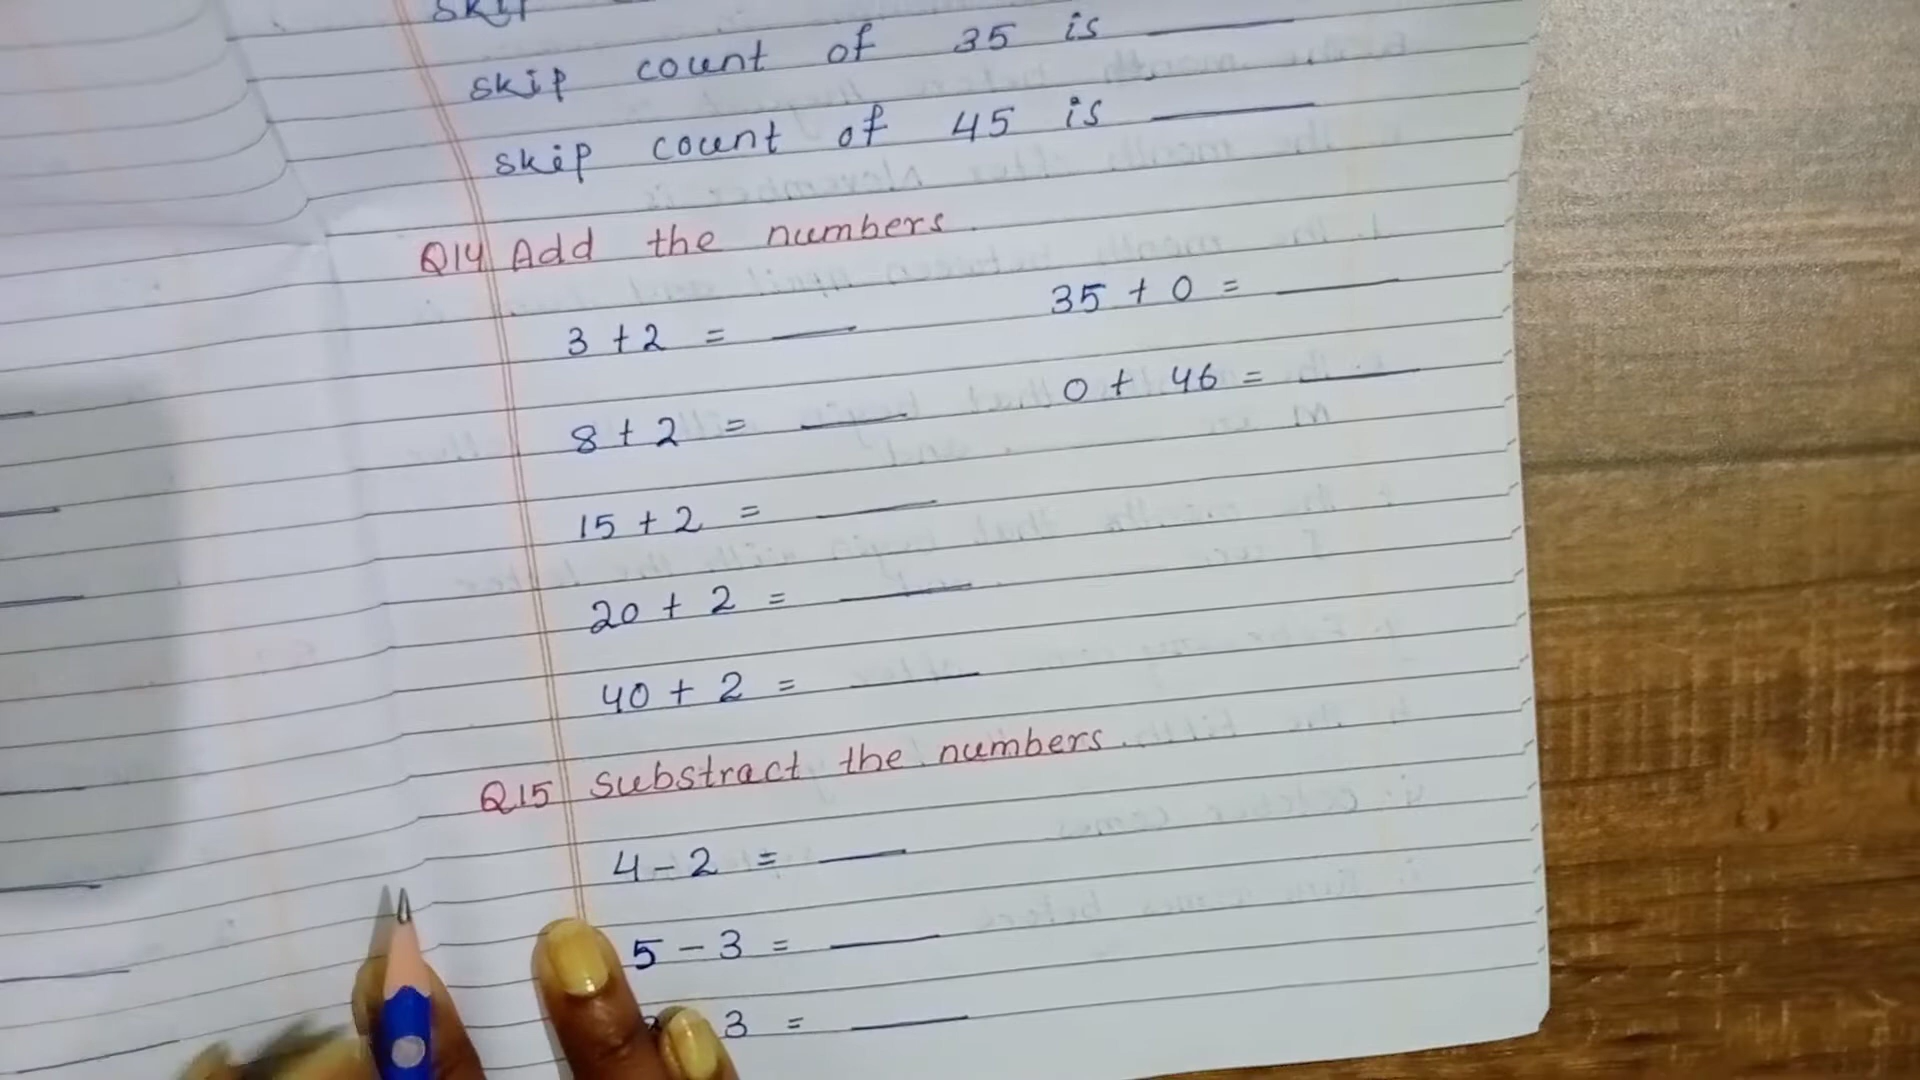 skip count of 35 is
skip count of 45 is
Q14 Add the numbers.
3 + 2 = 35 + 0 =
8 + 2 = 0 + 46 =
15 + 2 =
20 + 2 =
40 + 2 =
Q15 Substract the numbers.
4 - 2 =
5 - 3 =
3 =